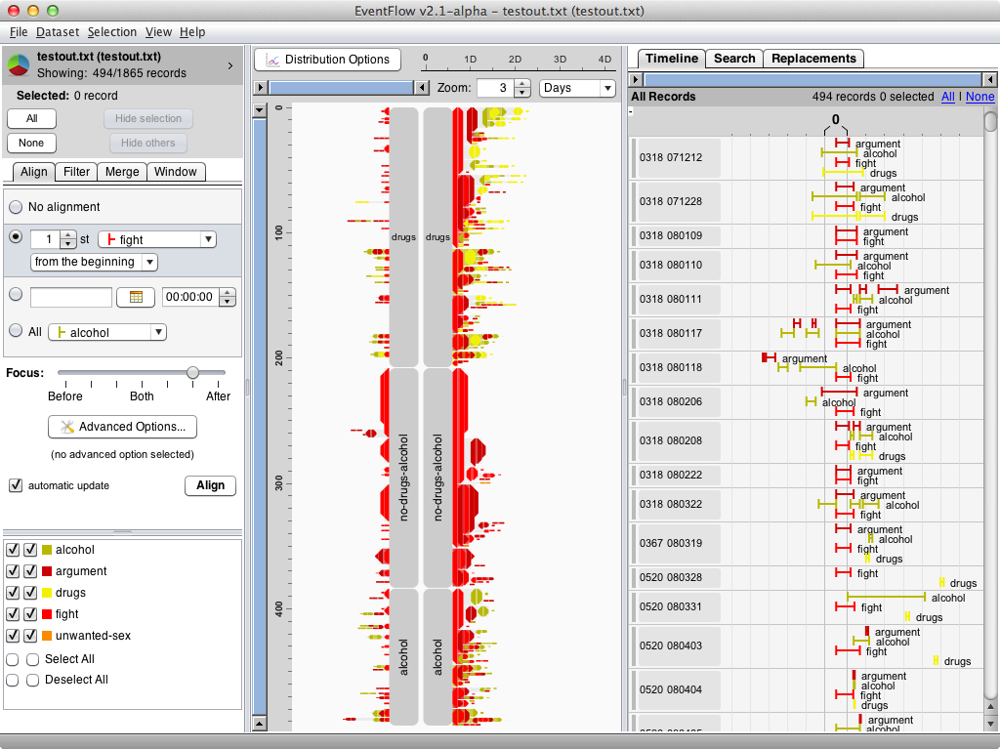 EventFlow v2.1-alpha - testout.txt (testout.txt)
File Dataset Selection View Help
testout.txt (testout.txt)
Showing: 494/1865 records
Selected: 0 record
All Hide selection
None Hide others
Align Filter Merge Window
No alignment
1 st fight
from the beginning
00:00:00
All alcohol
Focus:
Before Both After
Advanced Options...
(no advanced option selected)
automatic update Align
alcohol
argument
drugs
fight
unwanted-sex
Select All
Deselect All
Distribution Options
0 1D 2D 3D 4D
Zoom: 3 Days
0
100
200
300
400
drugs drugs
no-drugs-alcohol no-drugs-alcohol
alcohol alcohol
Timeline Search Replacements
All Records 494 records 0 selected All | None
0
0318 071212
argument
alcohol
fight
drugs
0318 071228
argument
alcohol
fight
drugs
0318 080109
argument
fight
0318 080110
argument
alcohol
fight
0318 080111
argument
alcohol
fight
0318 080117
argument
alcohol
fight
0318 080118
argument
alcohol
fight
0318 080206
argument
alcohol
fight
0318 080208
argument
alcohol
fight
drugs
0318 080222
argument
fight
0318 080322
argument
alcohol
fight
0367 080319
argument
alcohol
fight
drugs
0520 080328
fight
drugs
0520 080331
alcohol
fight
drugs
0520 080403
argument
alcohol
fight
drugs
0520 080404
argument
alcohol
fight
drugs
argument
alcohol